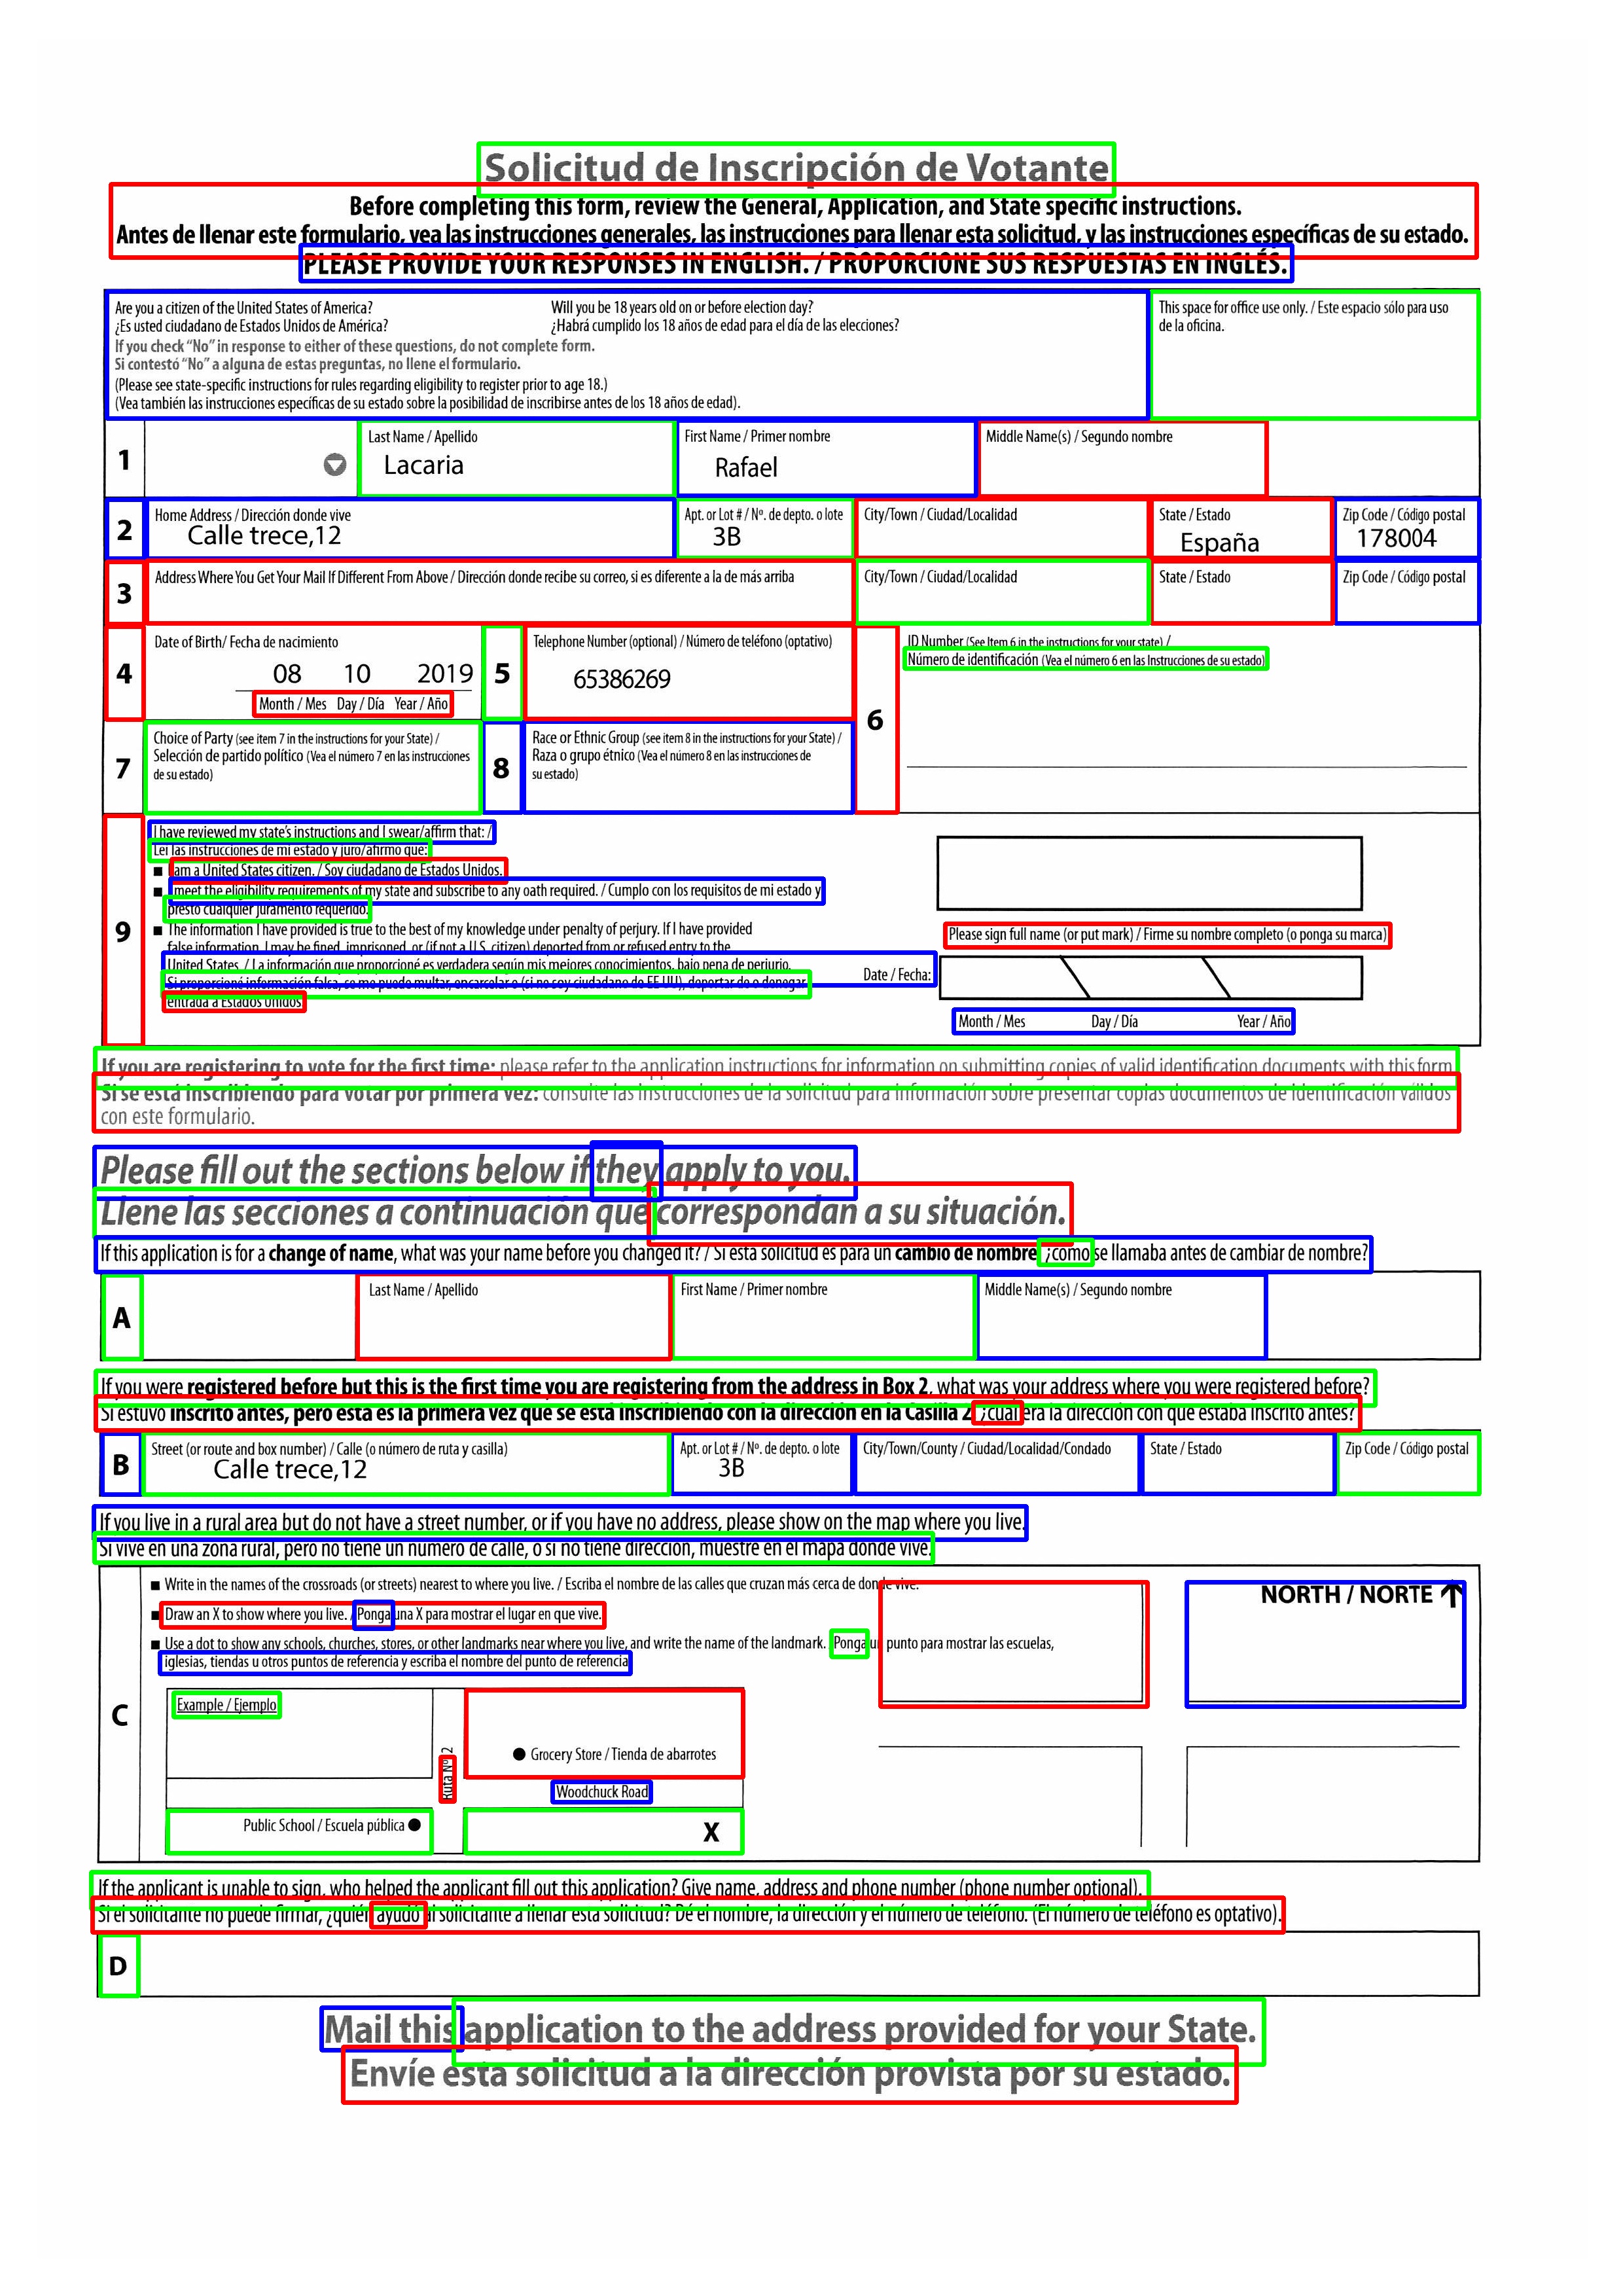 Solicitud de Inscripción de Votante
Before completing this form, review the General, Application, and State specific instructions.
Antes de llenar este formulario, vea las instrucciones generales, las instrucciones para llenar esta solicitud, y las instrucciones específicas de su estado.
PLEASE PROVIDE YOUR RESPONSES IN ENGLISH. / PROPORCIONE SUS RESPUESTAS EN INGLÉS.
Are you a citizen of the United States of America? Will you be 18 years old on or before election day? This space for office use only. / Este espacio sólo para uso
¿Es usted ciudadano de Estados Unidos de América? ¿Habrá cumplido los 18 años de edad para el día de las elecciones? de la oficina.
If you check “No” in response to either of these questions, do not complete form.
Si contestó “No” a alguna de estas preguntas, no llene el formulario.
(Please see state-specific instructions for rules regarding eligibility to register prior to age 18.)
(Vea también las instrucciones específicas de su estado sobre la posibilidad de inscribirse antes de los 18 años de edad).
1 Last Name / Apellido First Name / Primer nombre Middle Name(s) / Segundo nombre
Lacaria Rafael
2 Home Address / Dirección donde vive Apt. or Lot # / Nº. de depto. o lote City/Town / Ciudad/Localidad State / Estado Zip Code / Código postal
Calle trece,12 3B España 178004
3 Address Where You Get Your Mail If Different From Above / Dirección donde recibe su correo, si es diferente a la de más arriba City/Town / Ciudad/Localidad State / Estado Zip Code / Código postal
4 Date of Birth/ Fecha de nacimiento
08 10 2019
Month / Mes Day / Día Year / Año
5 Telephone Number (optional) / Número de teléfono (optativo)
65386269
6 ID Number (See Item 6 in the instructions for your state) /
Número de identificación (Vea el número 6 en las Instrucciones de su estado)
7 Choice of Party (see item 7 in the instructions for your State) /
Selección de partido político (Vea el número 7 en las instrucciones
de su estado)
8 Race or Ethnic Group (see item 8 in the instructions for your State) /
Raza o grupo étnico (Vea el número 8 en las instrucciones de
su estado)
9 I have reviewed my state’s instructions and I swear/affirm that: /
Leí las instrucciones de mi estado y juro/afirmo que:
■ I am a United States citizen. / Soy ciudadano de Estados Unidos.
■ I meet the eligibility requirements of my state and subscribe to any oath required. / Cumplo con los requisitos de mi estado y
presto cualquier juramento requerido.
■ The information I have provided is true to the best of my knowledge under penalty of perjury. If I have provided
false information, I may be fined, imprisoned, or (if not a U.S. citizen) deported from or refused entry to the
United States. / La información que proporcioné es verdadera según mis mejores conocimientos, bajo pena de perjurio.
Si proporcioné información falsa, se me puede multar, encarcelar o (si no soy ciudadano de EE UU), deportar de o denegar
entrada a Estados Unidos
Please sign full name (or put mark) / Firme su nombre completo (o ponga su marca)
Date / Fecha:
Month / Mes Day / Día Year / Año
If you are registering to vote for the first time: please refer to the application instructions for information on submitting copies of valid identification documents with this form
Si se está inscribiendo para votar por primera vez: consulte las instrucciones de la solicitud para información sobre presentar copias documentos de identificación válidos
con este formulario.
Please fill out the sections below if they apply to you.
Llene las secciones a continuación que correspondan a su situación.
If this application is for a change of name, what was your name before you changed it? / Si esta solicitud es para un cambio de nombre ¿cómo se llamaba antes de cambiar de nombre?
A Last Name / Apellido First Name / Primer nombre Middle Name(s) / Segundo nombre
If you were registered before but this is the first time you are registering from the address in Box 2, what was your address where you were registered before?
Si estuvo inscrito antes, pero esta es la primera vez que se está inscribiendo con la dirección en la Casilla 2 ¿cuál era la dirección con que estaba inscrito antes?
B Street (or route and box number) / Calle (o número de ruta y casilla) Apt. or Lot # / Nº. de depto. o lote City/Town/County / Ciudad/Localidad/Condado State / Estado Zip Code / Código postal
Calle trece,12 3B
If you live in a rural area but do not have a street number, or if you have no address, please show on the map where you live.
Si vive en una zona rural, pero no tiene un número de calle, o si no tiene dirección, muestre en el mapa donde vive.
C
■ Write in the names of the crossroads (or streets) nearest to where you live. / Escriba el nombre de las calles que cruzan más cerca de donde vive.
■ Draw an X to show where you live. / Ponga una X para mostrar el lugar en que vive.
■ Use a dot to show any schools, churches, stores, or other landmarks near where you live, and write the name of the landmark. Ponga un punto para mostrar las escuelas,
iglesias, tiendas u otros puntos de referencia y escriba el nombre del punto de referencia
NORTH / NORTE
Example / Ejemplo
Ruta Nº 2
Grocery Store / Tienda de abarrotes
Woodchuck Road
Public School / Escuela pública
X
If the applicant is unable to sign, who helped the applicant fill out this application? Give name, address and phone number (phone number optional).
Si el solicitante no puede firmar, ¿quién ayudó al solicitante a llenar esta solicitud? Dé el nombre, la dirección y el número de teléfono. (El número de teléfono es optativo).
D
Mail this application to the address provided for your State.
Envíe esta solicitud a la dirección provista por su estado.